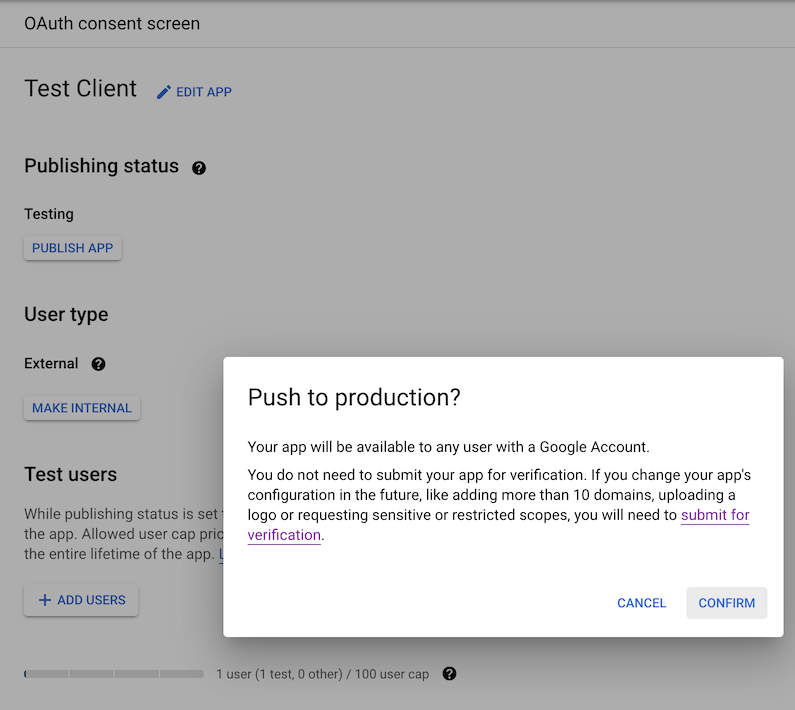 OAuth consent screen
Test Client
EDIT APP
Publishing status
Testing
PUBLISH APP
User type
External
MAKE INTERNAL
Test users
While publishing status is set
the app. Allowed user cap
the entire lifetime of the app.
ADD USERS
1 user (1 test, 0 other) / 100 user cap
Push to production?
Your app will be available to any user with a Google Account.
You do not need to submit your app for verification. If you change your app's
configuration in the future, like adding more than 10 domains, uploading a
logo or requesting sensitive or restricted scopes, you will need to submit for
verification.
CANCEL
CONFIRM